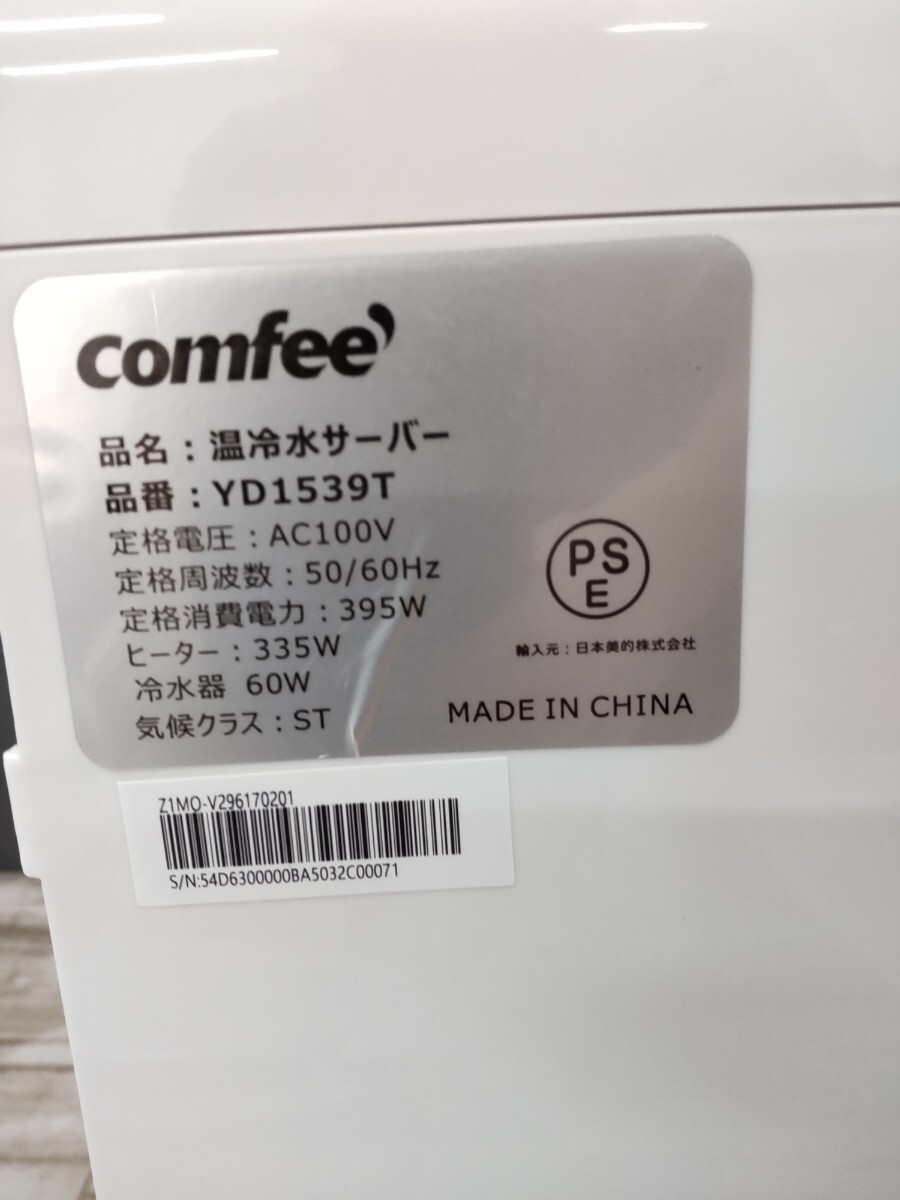 comfee'
品名：温冷水サーバー
品番：YD1539T
定格電圧：AC100V
定格周波数：50/60Hz
定格消費電力：395W
ヒーター：335W
冷水器 60W
気候クラス：ST
PS
E
輸入元：日本美的株式会社
MADE IN CHINA
Z1MO-V296170201
S/N:54D6300000BA5032C00071